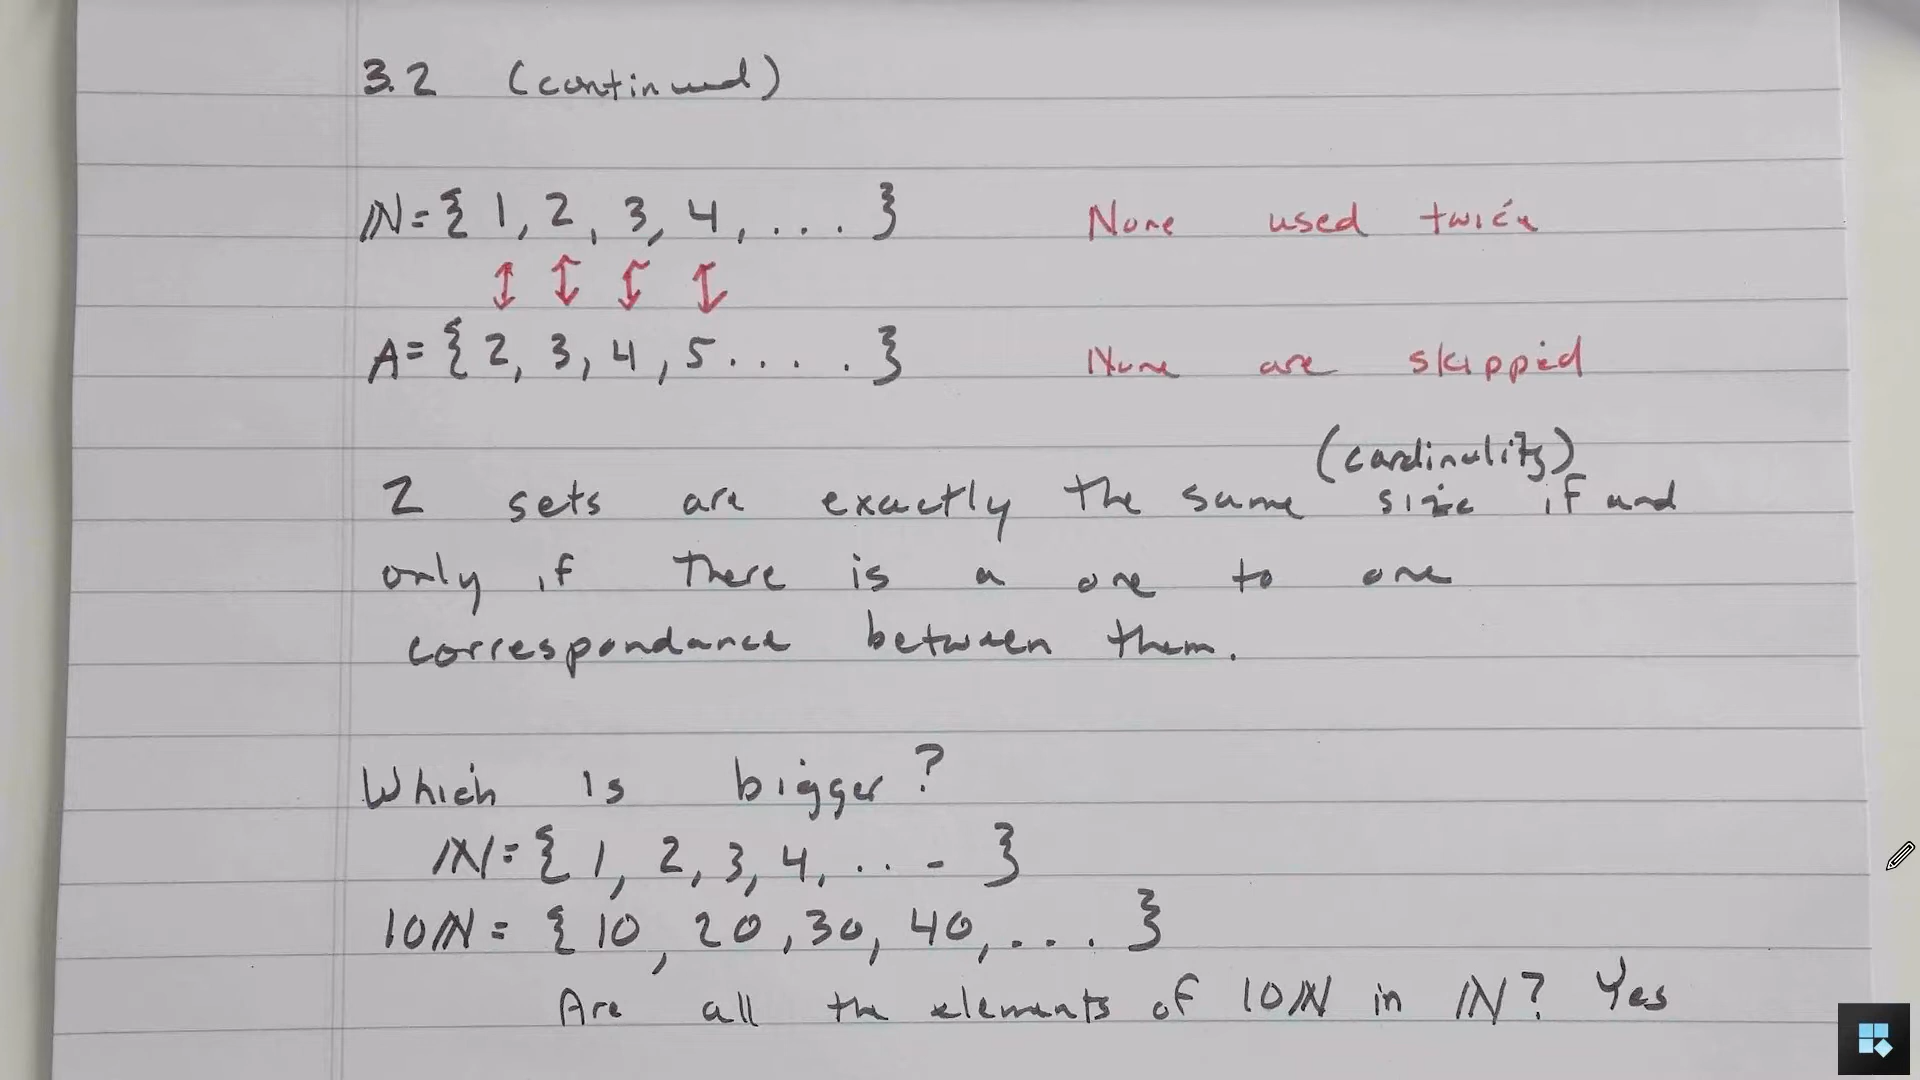 3.2 (continued)
ℕ = { 1, 2, 3, 4, . . . } None used twice
↕ ↕ ↕ ↕
A = { 2, 3, 4, 5 . . . . } None are skipped
(cardinality)
2 sets are exactly the same size if and
only if there is a one to one
correspondance between them.
Which is bigger?
ℕ = { 1, 2, 3, 4, . . . }
10ℕ = { 10, 20, 30, 40, . . . }
Are all the elements of 10ℕ in ℕ? Yes